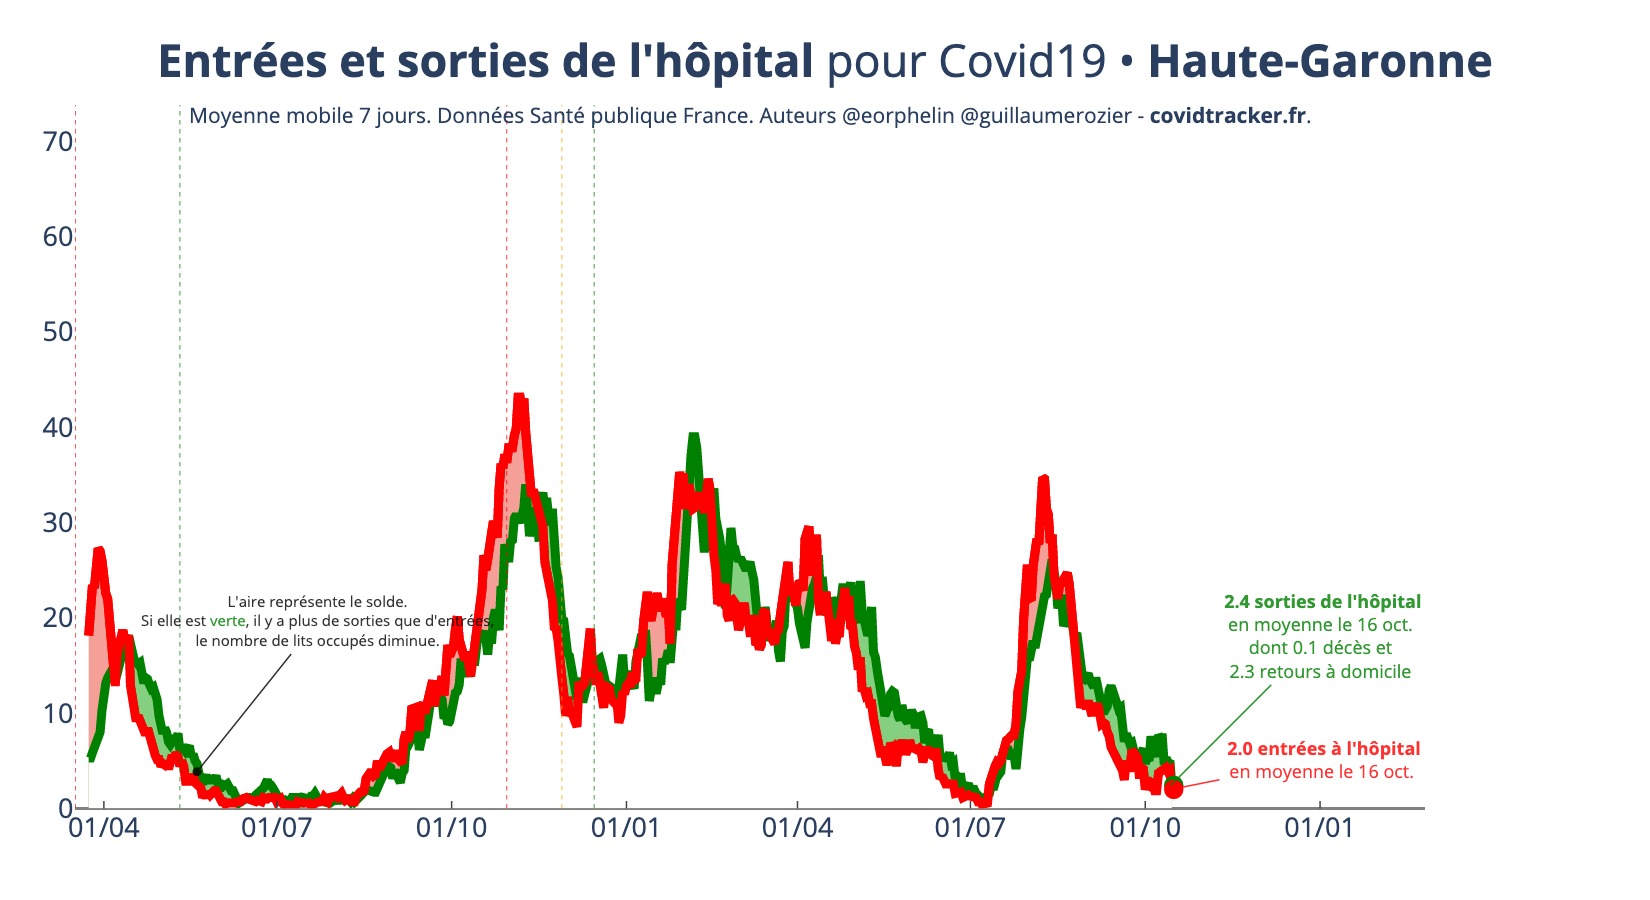 Entrées et sorties de l'hôpital pour Covid19 • Haute-Garonne
Moyenne mobile 7 jours. Données Santé publique France. Auteurs @eorphelin @guillaumerozier - covidtracker.fr.
70
60
50
40
30
20
10
0
L'aire représente le solde.
Si elle est verte, il y a plus de sorties que d'entrées,
le nombre de lits occupés diminue.
2.4 sorties de l'hôpital
en moyenne le 16 oct.
dont 0.1 décès et
2.3 retours à domicile
2.0 entrées à l'hôpital
en moyenne le 16 oct.
01/04
01/07
01/10
01/01
01/04
01/07
01/10
01/01